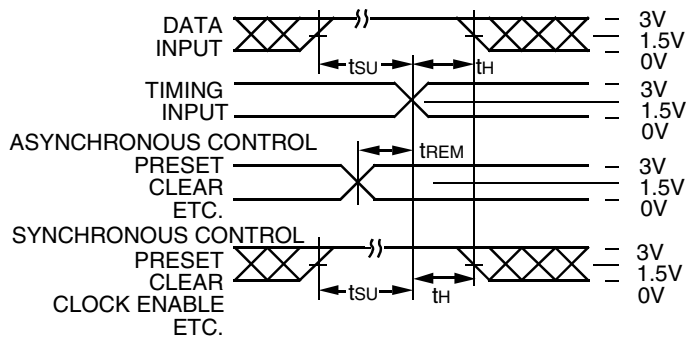 DATA
INPUT
3V
1.5V
0V
tSU
tH
TIMING
INPUT
3V
1.5V
0V
ASYNCHRONOUS CONTROL
tREM
PRESET
CLEAR
ETC.
3V
1.5V
0V
SYNCHRONOUS CONTROL
PRESET
CLEAR
CLOCK ENABLE
ETC.
3V
1.5V
0V
tSU
tH